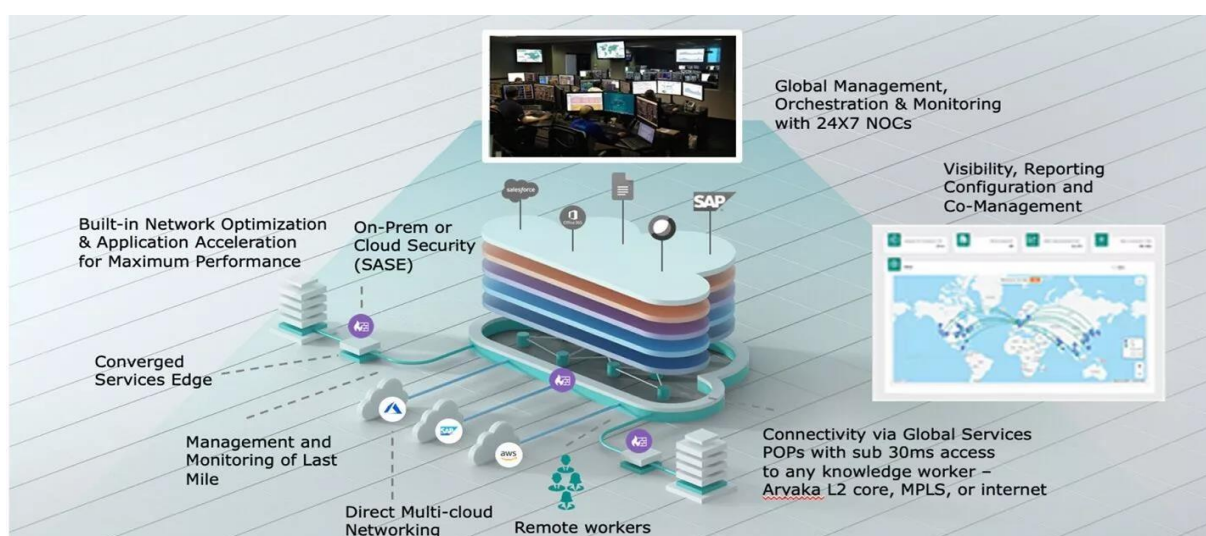 Global Management,
Orchestration & Monitoring
with 24X7 NOCs
Visibility, Reporting
Configuration and
Co-Management
salesforce
Office 365
SAP
Built-in Network Optimization
& Application Acceleration
for Maximum Performance
On-Prem or
Cloud Security
(SASE)
Converged
Services Edge
Management and
Monitoring of Last
Mile
SAP
aws
Direct Multi-cloud
Networking
Remote workers
Connectivity via Global Services
POPs with sub 30ms access
to any knowledge worker –
Aryaka L2 core, MPLS, or internet